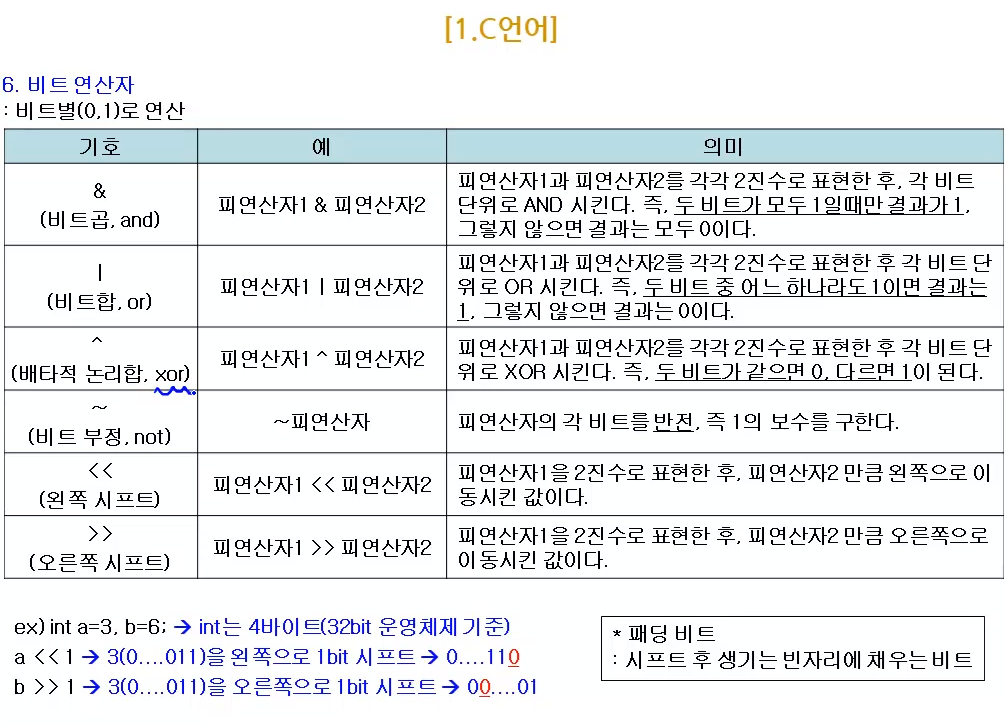 [1.C언어]
6. 비트 연산자
: 비트별(0,1)로 연산
기호 예 의미
&
(비트곱, and)
피연산자1 & 피연산자2
피연산자1과 피연산자2를 각각 2진수로 표현한 후, 각 비트
단위로 AND 시킨다. 즉, 두 비트가 모두 1일때만 결과가 1,
그렇지 않으면 결과는 모두 0이다.
|
(비트합, or)
피연산자1 | 피연산자2
피연산자1과 피연산자2를 각각 2진수로 표현한 후 각 비트 단
위로 OR 시킨다. 즉, 두 비트 중 어느 하나라도 1이면 결과는
1, 그렇지 않으면 결과는 0이다.
^
(배타적 논리합, xor)
피연산자1 ^ 피연산자2
피연산자1과 피연산자2를 각각 2진수로 표현한 후 각 비트 단
위로 XOR 시킨다. 즉, 두 비트가 같으면 0, 다르면 1이 된다.
~
(비트 부정, not)
~피연산자
피연산자의 각 비트를 반전, 즉 1의 보수를 구한다.
<<
(왼쪽 시프트)
피연산자1 << 피연산자2
피연산자1을 2진수로 표현한 후, 피연산자2 만큼 왼쪽으로 이
동시킨 값이다.
>>
(오른쪽 시프트)
피연산자1 >> 피연산자2
피연산자1을 2진수로 표현한 후, 피연산자2 만큼 오른쪽으로
이동시킨 값이다.
ex) int a=3, b=6; → int는 4바이트(32bit 운영체제 기준)
a << 1 → 3(0....011)을 왼쪽으로 1bit 시프트 → 0....110
b >> 1 → 3(0....011)을 오른쪽으로 1bit 시프트 → 00....01
* 패딩 비트
: 시프트 후 생기는 빈자리에 채우는 비트